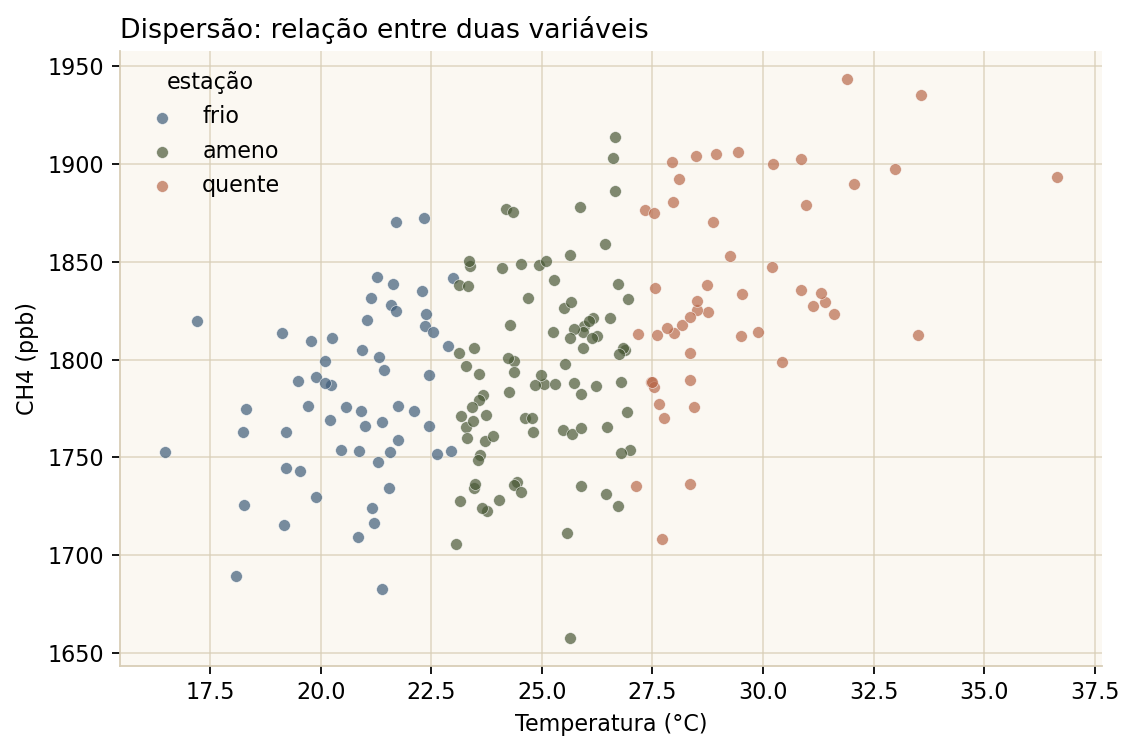 Dispersão: relação entre duas variáveis
estação
frio
ameno
quente
CH4 (ppb)
1950
1900
1850
1800
1750
1700
1650
17.5 20.0 22.5 25.0 27.5 30.0 32.5 35.0 37.5
Temperatura (°C)